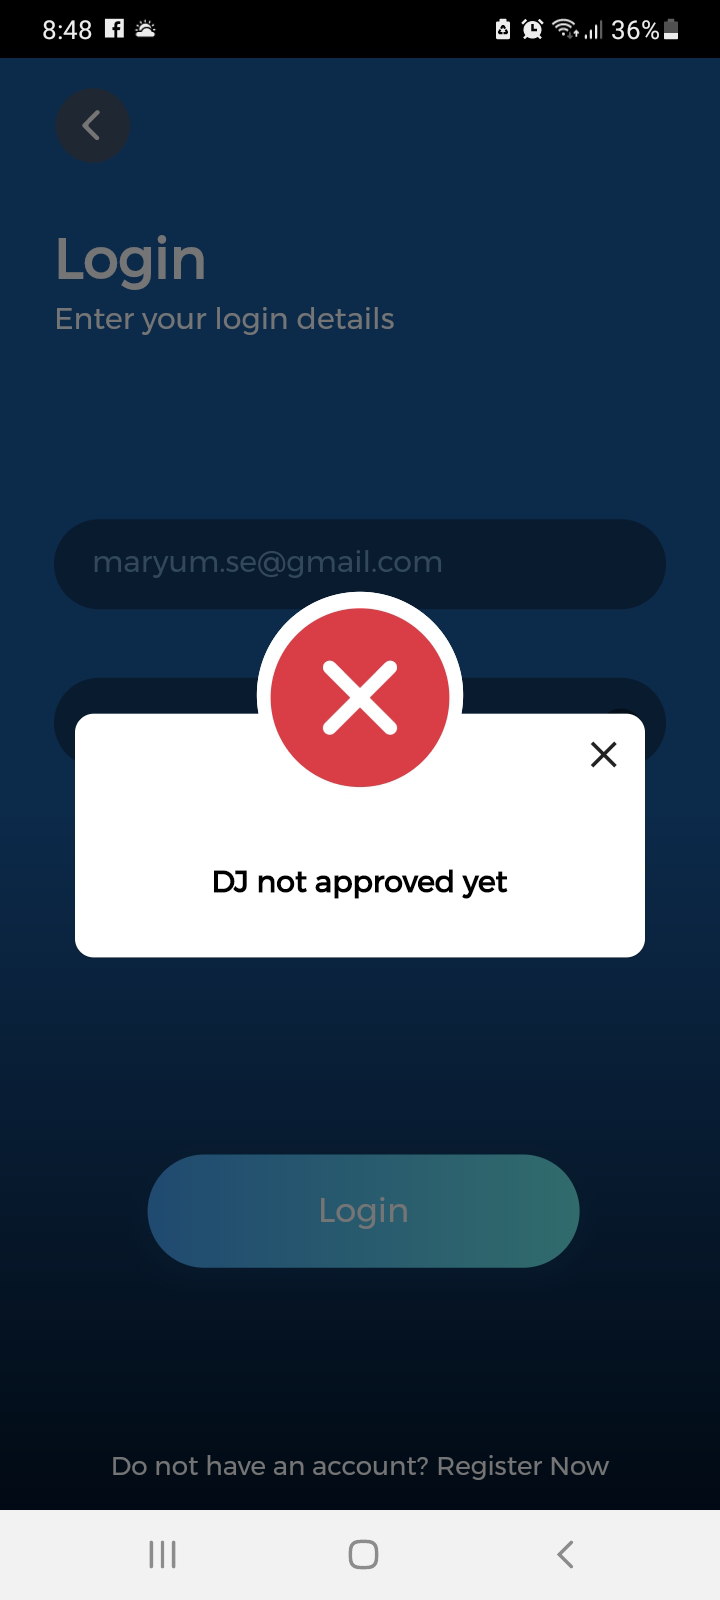 8:48
36%
Login
Enter your login details
maryum.se@gmail.com
DJ not approved yet
Login
Do not have an account? Register Now